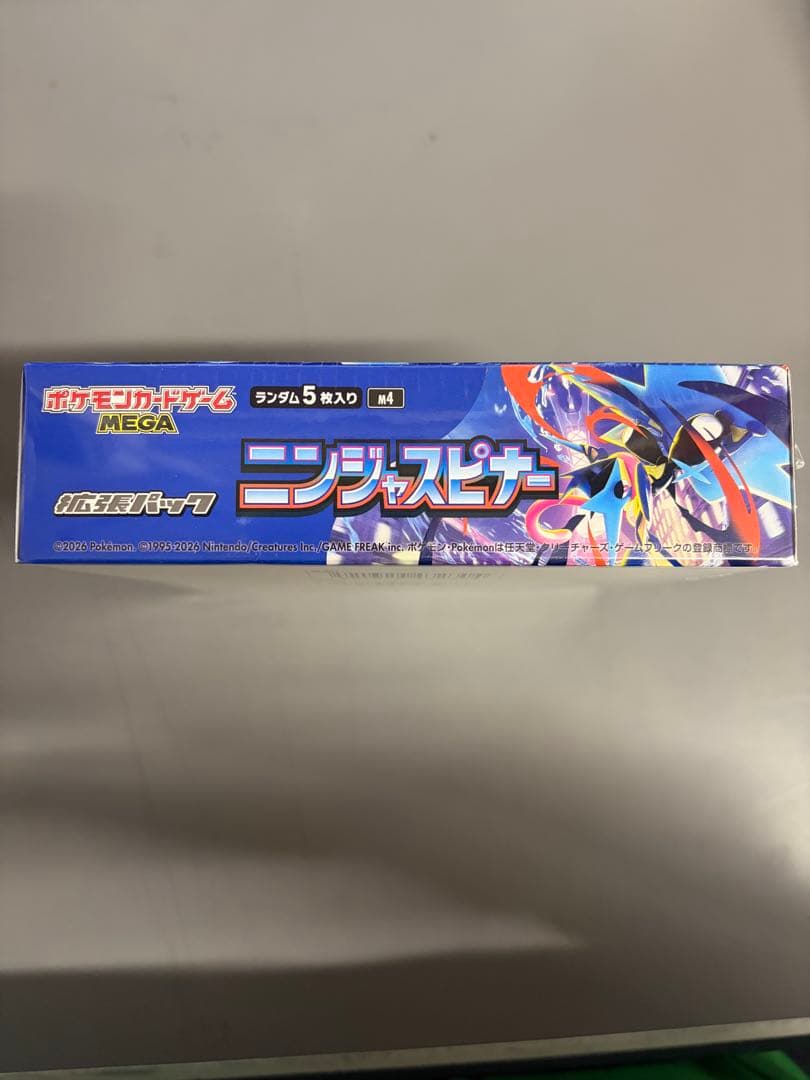 ポケモンカードゲーム
MEGA
ランダム5枚入り
M4
ニンジャスピナー
拡張パック
©2026 Pokémon. ©1995-2026 Nintendo/Creatures Inc./GAME FREAK inc. ポケモン・Pokémonは任天堂・クリーチャーズ・ゲームフリークの登録商標です。